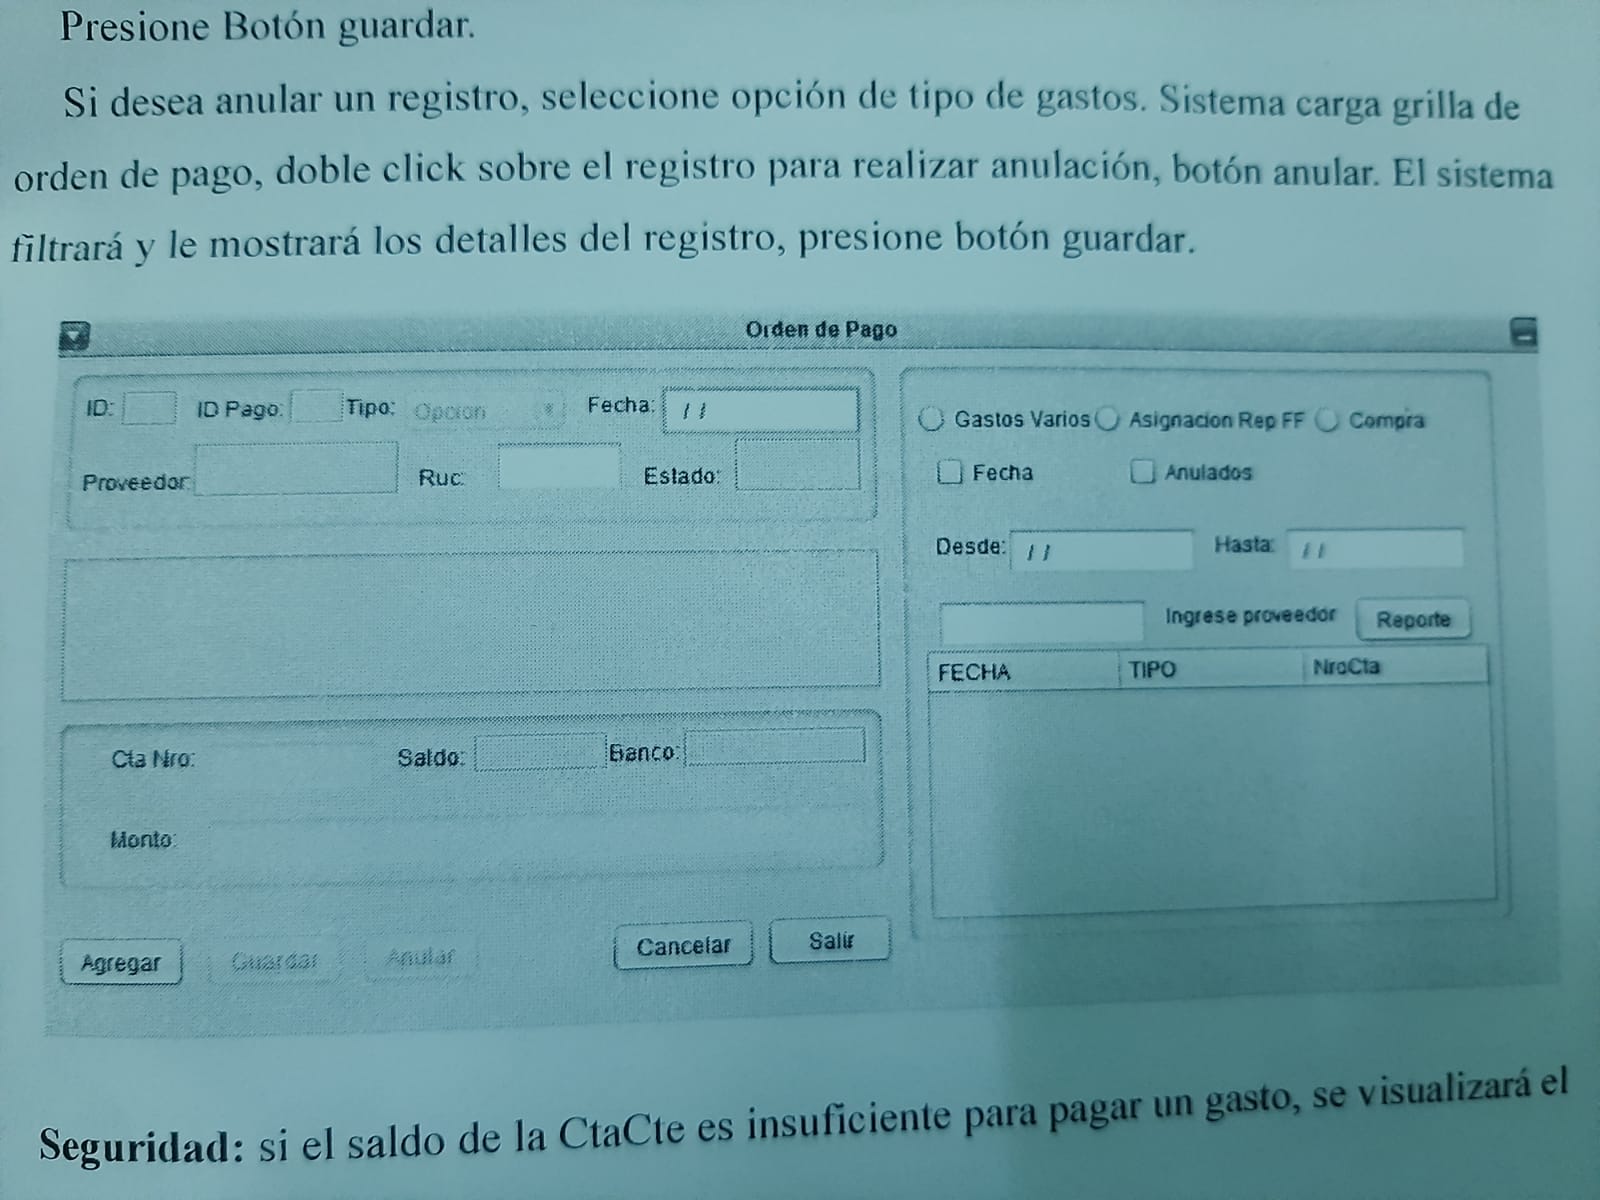 Presione Botón guardar.
Si desea anular un registro, seleccione opción de tipo de gastos. Sistema carga grilla de
orden de pago, doble click sobre el registro para realizar anulación, botón anular. El sistema
filtrará y le mostrará los detalles del registro, presione botón guardar.
Orden de Pago
ID: ID Pago: Tipo: Opcion Fecha: / /
Proveedor: Ruc: Estado:
Cta Nro: Saldo: Banco:
Monto:
Agregar Guardar Anular Cancelar Salir
Gastos Varios Asignacion Rep FF Compra
Fecha Anulados
Desde: / / Hasta: / /
Ingrese proveedor Reporte
FECHA TIPO NroCta
Seguridad: si el saldo de la CtaCte es insuficiente para pagar un gasto, se visualizará el